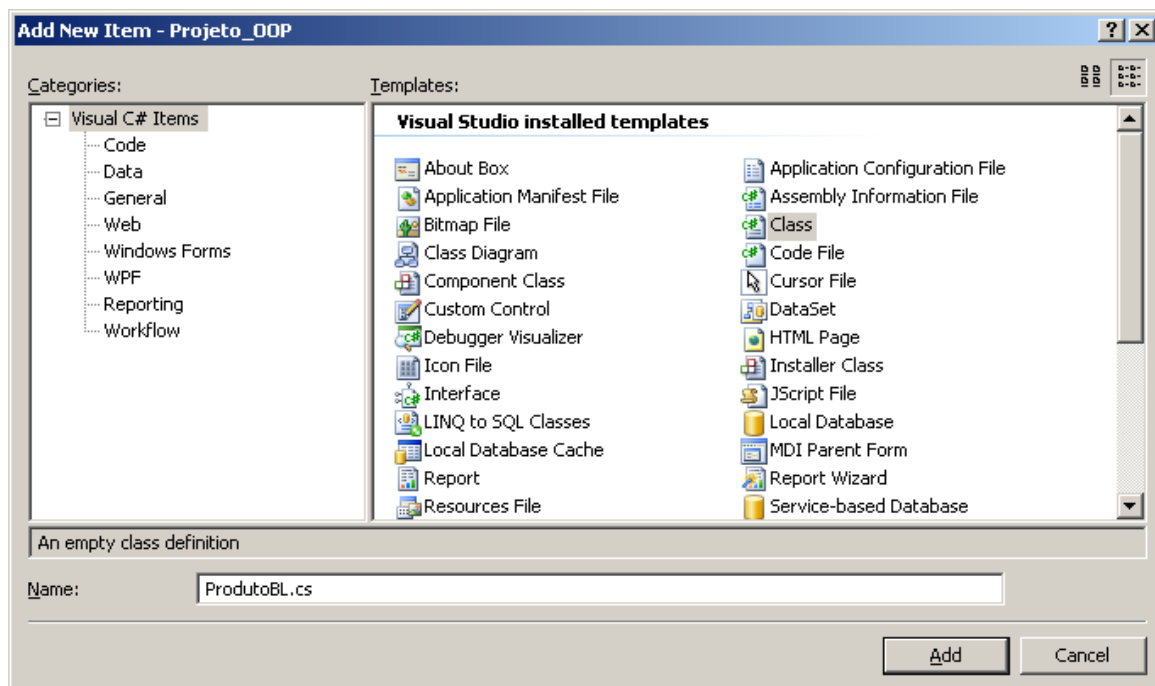 Add New Item - Projeto_OOP
Categories:
Templates:
Visual C# Items
Code
Data
General
Web
Windows Forms
WPF
Reporting
Workflow
Visual Studio installed templates
About Box
Application Configuration File
Application Manifest File
Assembly Information File
Bitmap File
Class
Class Diagram
Code File
Component Class
Cursor File
Custom Control
DataSet
Debugger Visualizer
HTML Page
Icon File
Installer Class
Interface
JScript File
LINQ to SQL Classes
Local Database
Local Database Cache
MDI Parent Form
Report
Report Wizard
Resources File
Service-based Database
An empty class definition
Name:
ProdutoBL.cs
Add
Cancel